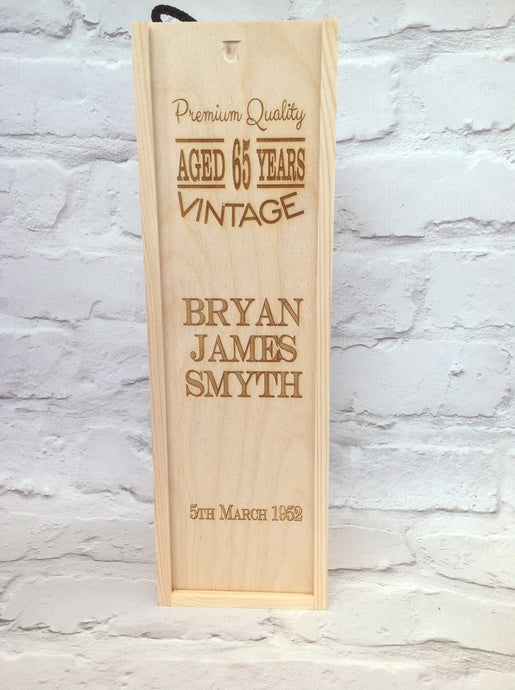 Premium Quality
AGED 65 YEARS
VINTAGE
BRYAN
JAMES
SMYTH
5TH MARCH 1952